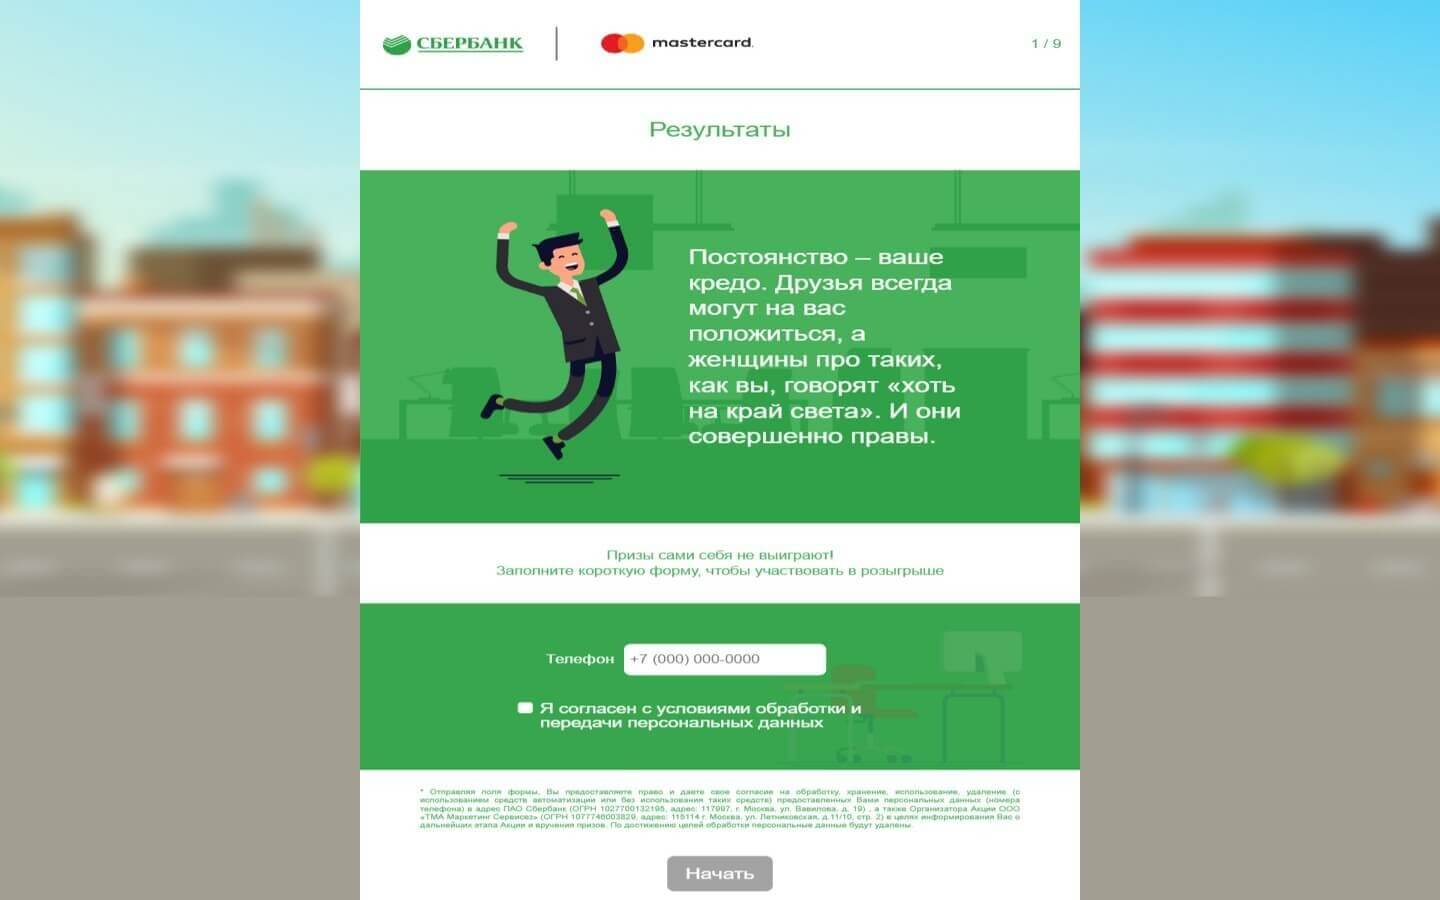 СБЕРБАНК
mastercard.
1 / 9
Результаты
Постоянство – ваше
кредо. Друзья всегда
могут на вас
положиться, а
женщины про таких,
как вы, говорят «хоть
на край света». И они
совершенно правы.
Призы сами себя не выиграют!
Заполните короткую форму, чтобы участвовать в розыгрыше
Телефон +7 (000) 000-0000
Я согласен с условиями обработки и
передачи персональных данных
* Отправляя поля формы, Вы предоставляете право и даете свое согласие на обработку, хранение, использование, удаление (с
использованием средств автоматизации или без использования таких средств) предоставленных Вами персональных данных (номера
телефона) в адрес ПАО Сбербанк (ОГРН 1027700132195, адрес: 117997, г. Москва, ул. Вавилова, д. 19) , а также Организатора Акции ООО
«ТМА Маркетинг Сервисез» (ОГРН 1077746003829, адрес: 115114 г. Москва, ул. Летниковская, д.11/10, стр. 2) в целях информирования Вас о
дальнейших этапа Акции и вручения призов. По достижению целей обработки персональные данные будут удалены.
Начать